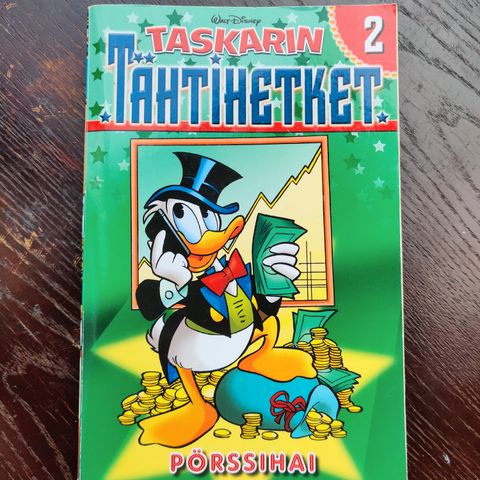 Walt Disney
TASKARIN
2
TÄHTIHETKET
PÖRSSIHAI